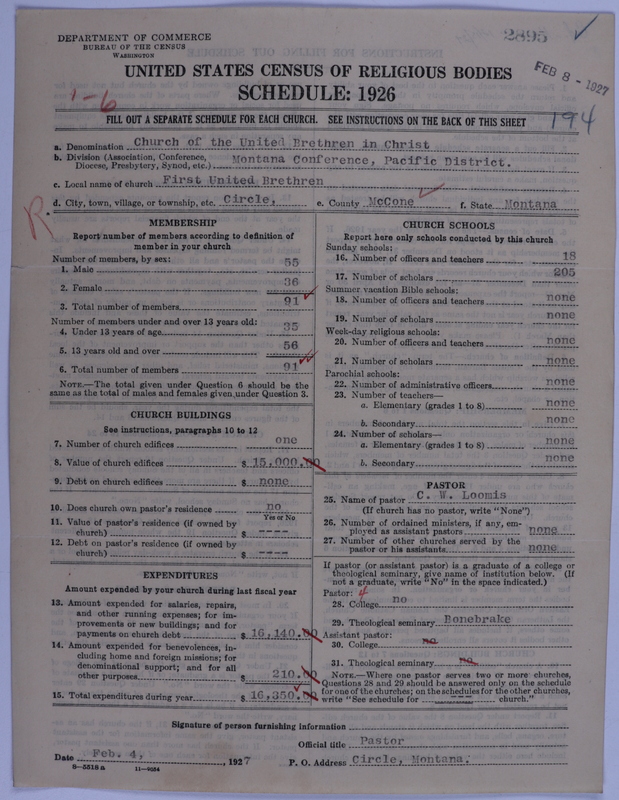 2895
DEPARTMENT OF COMMERCE
BUREAU OF THE CENSUS
WASHINGTON
FEB 8 - 1927
UNITED STATES CENSUS OF RELIGIOUS BODIES
SCHEDULE: 1926
1-6
194
FILL OUT A SEPARATE SCHEDULE FOR EACH CHURCH. SEE INSTRUCTIONS ON THE BACK OF THIS SHEET
a. Denomination Church of the United Brethren in Christ
b. Division (Association, Conference, Diocese, Presbytery, Synod, etc.) Montana Conference, Pacific District.
c. Local name of church First United Brethren
d. City, town, village, or township, etc. Circle, e. County McCone f. State Montana
R
MEMBERSHIP
Report number of members according to definition of
member in your church
Number of members, by sex:
1. Male 55
2. Female 36
3. Total number of members 91
Number of members under and over 13 years old:
4. Under 13 years of age 35
5. 13 years old and over 56
6. Total number of members 91
NOTE.—The total given under Question 6 should be the
same as the total of males and females given under Question 3.
CHURCH BUILDINGS
See instructions, paragraphs 10 to 12
7. Number of church edifices one
8. Value of church edifices $ 15,000.00
9. Debt on church edifices $ none
10. Does church own pastor's residence no
Yes or No
11. Value of pastor's residence (if owned by
church) $ ----
12. Debt on pastor's residence (if owned by
church) $ ----
EXPENDITURES
Amount expended by your church during last fiscal year
13. Amount expended for salaries, repairs,
and other running expenses; for im-
provements or new buildings; and for
payments on church debt $ 16,140.00
14. Amount expended for benevolences, in-
cluding home and foreign missions; for
denominational support; and for all
other purposes $ 210.00
15. Total expenditures during year $ 16,350.00
CHURCH SCHOOLS
Report here only schools conducted by this church
Sunday schools:
16. Number of officers and teachers 18
17. Number of scholars 205
Summer vacation Bible schools:
18. Number of officers and teachers none
19. Number of scholars none
Week-day religious schools:
20. Number of officers and teachers none
21. Number of scholars none
Parochial schools:
22. Number of administrative officers none
23. Number of teachers—
a. Elementary (grades 1 to 8) none
b. Secondary none
24. Number of scholars—
a. Elementary (grades 1 to 8) none
b. Secondary none
PASTOR
25. Name of pastor C. W. Loomis
(If church has no pastor, write "None")
26. Number of ordained ministers, if any, em-
ployed as assistant pastors none
27. Number of other churches served by the
pastor or his assistants none
If pastor (or assistant pastor) is a graduate of a college or
theological seminary, give name of institution below. (If
not a graduate, write "No" in the space indicated.)
Pastor: 4
28. College no
29. Theological seminary Bonebrake
Assistant pastor:
30. College no
31. Theological seminary no
NOTE.—Where one pastor serves two or more churches,
Questions 28 and 29 should be answered only on the schedule
for one of the churches; on the schedules for the other churches,
write "See schedule for ---- church."
Signature of person furnishing information
Official title Pastor
Date Feb. 4, 1927 P. O. Address Circle, Montana.
8—5518 a 11—9054